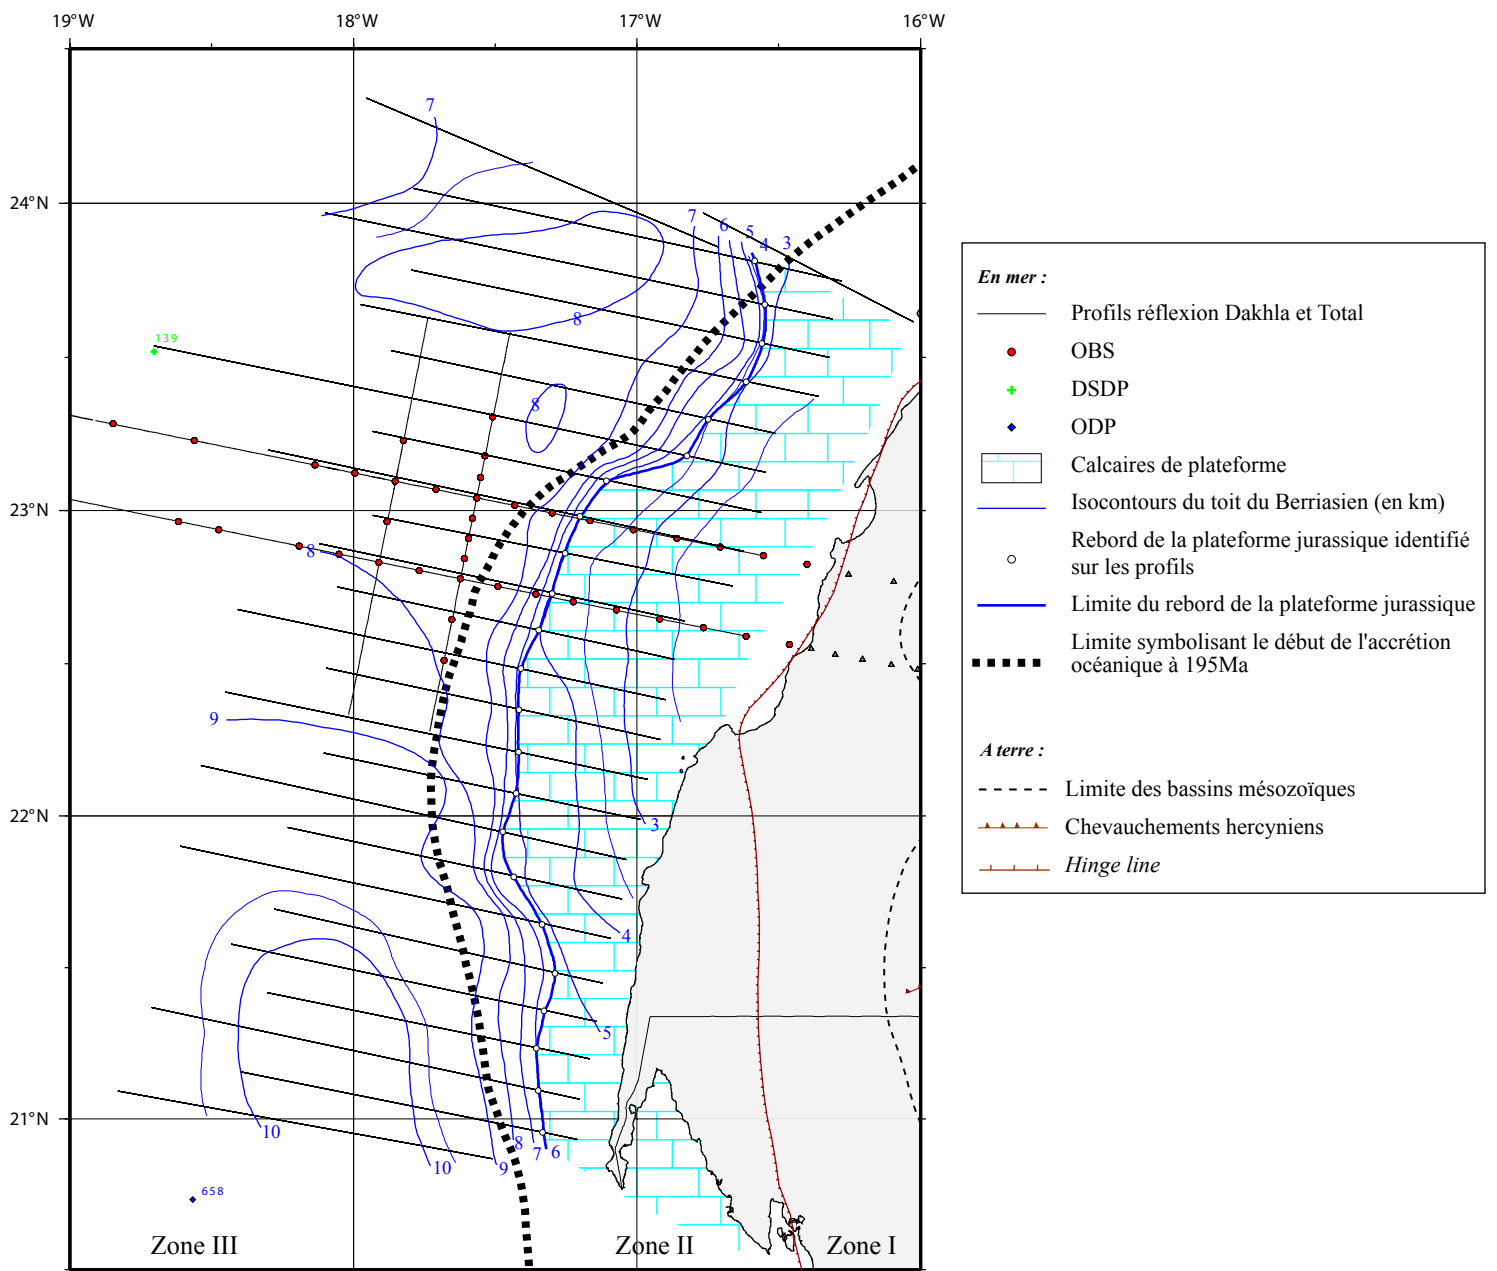 19°W
18°W
17°W
16°W
24°N
23°N
22°N
21°N
7
7
6
5
4
3
8
139
8
8
9
3
4
5
10
10
9
8
7
6
658
Zone III
Zone II
Zone I
En mer :
Profils réflexion Dakhla et Total
OBS
DSDP
ODP
Calcaires de plateforme
Isocontours du toit du Berriasien (en km)
Rebord de la plateforme jurassique identifié
sur les profils
Limite du rebord de la plateforme jurassique
Limite symbolisant le début de l'accrétion
océanique à 195Ma
A terre :
Limite des bassins mésozoïques
Chevauchements hercyniens
Hinge line